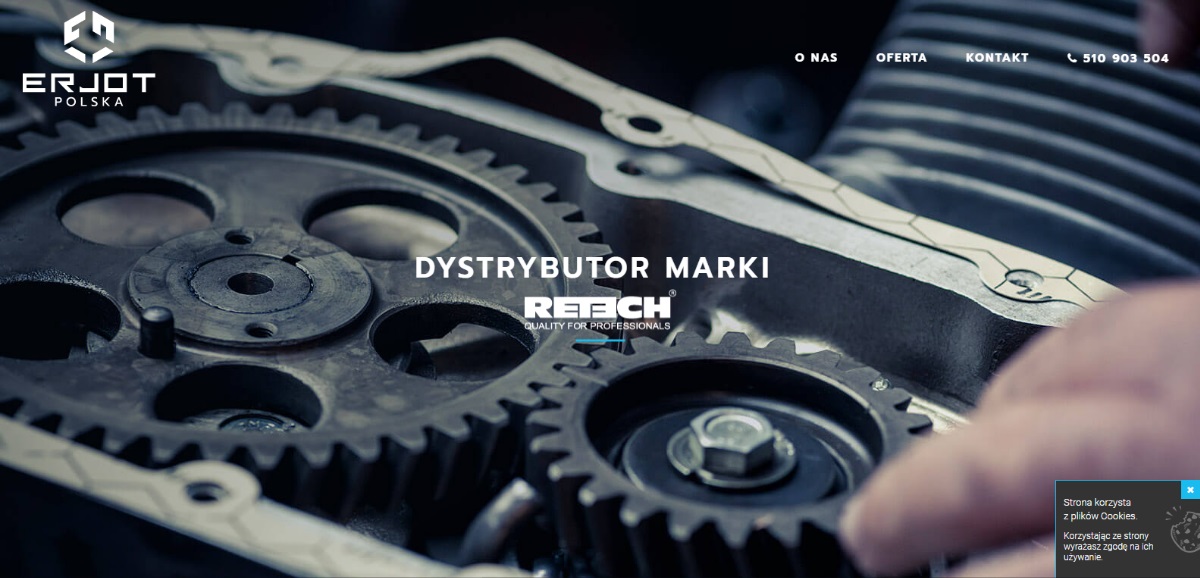 ERJOT
POLSKA
O NAS
OFERTA
KONTAKT
510 903 504
DYSTRYBUTOR MARKI
RETECH®
QUALITY FOR PROFESSIONALS
Strona korzysta
z plików Cookies.
Korzystając ze strony
wyrażasz zgodę na ich
używanie.